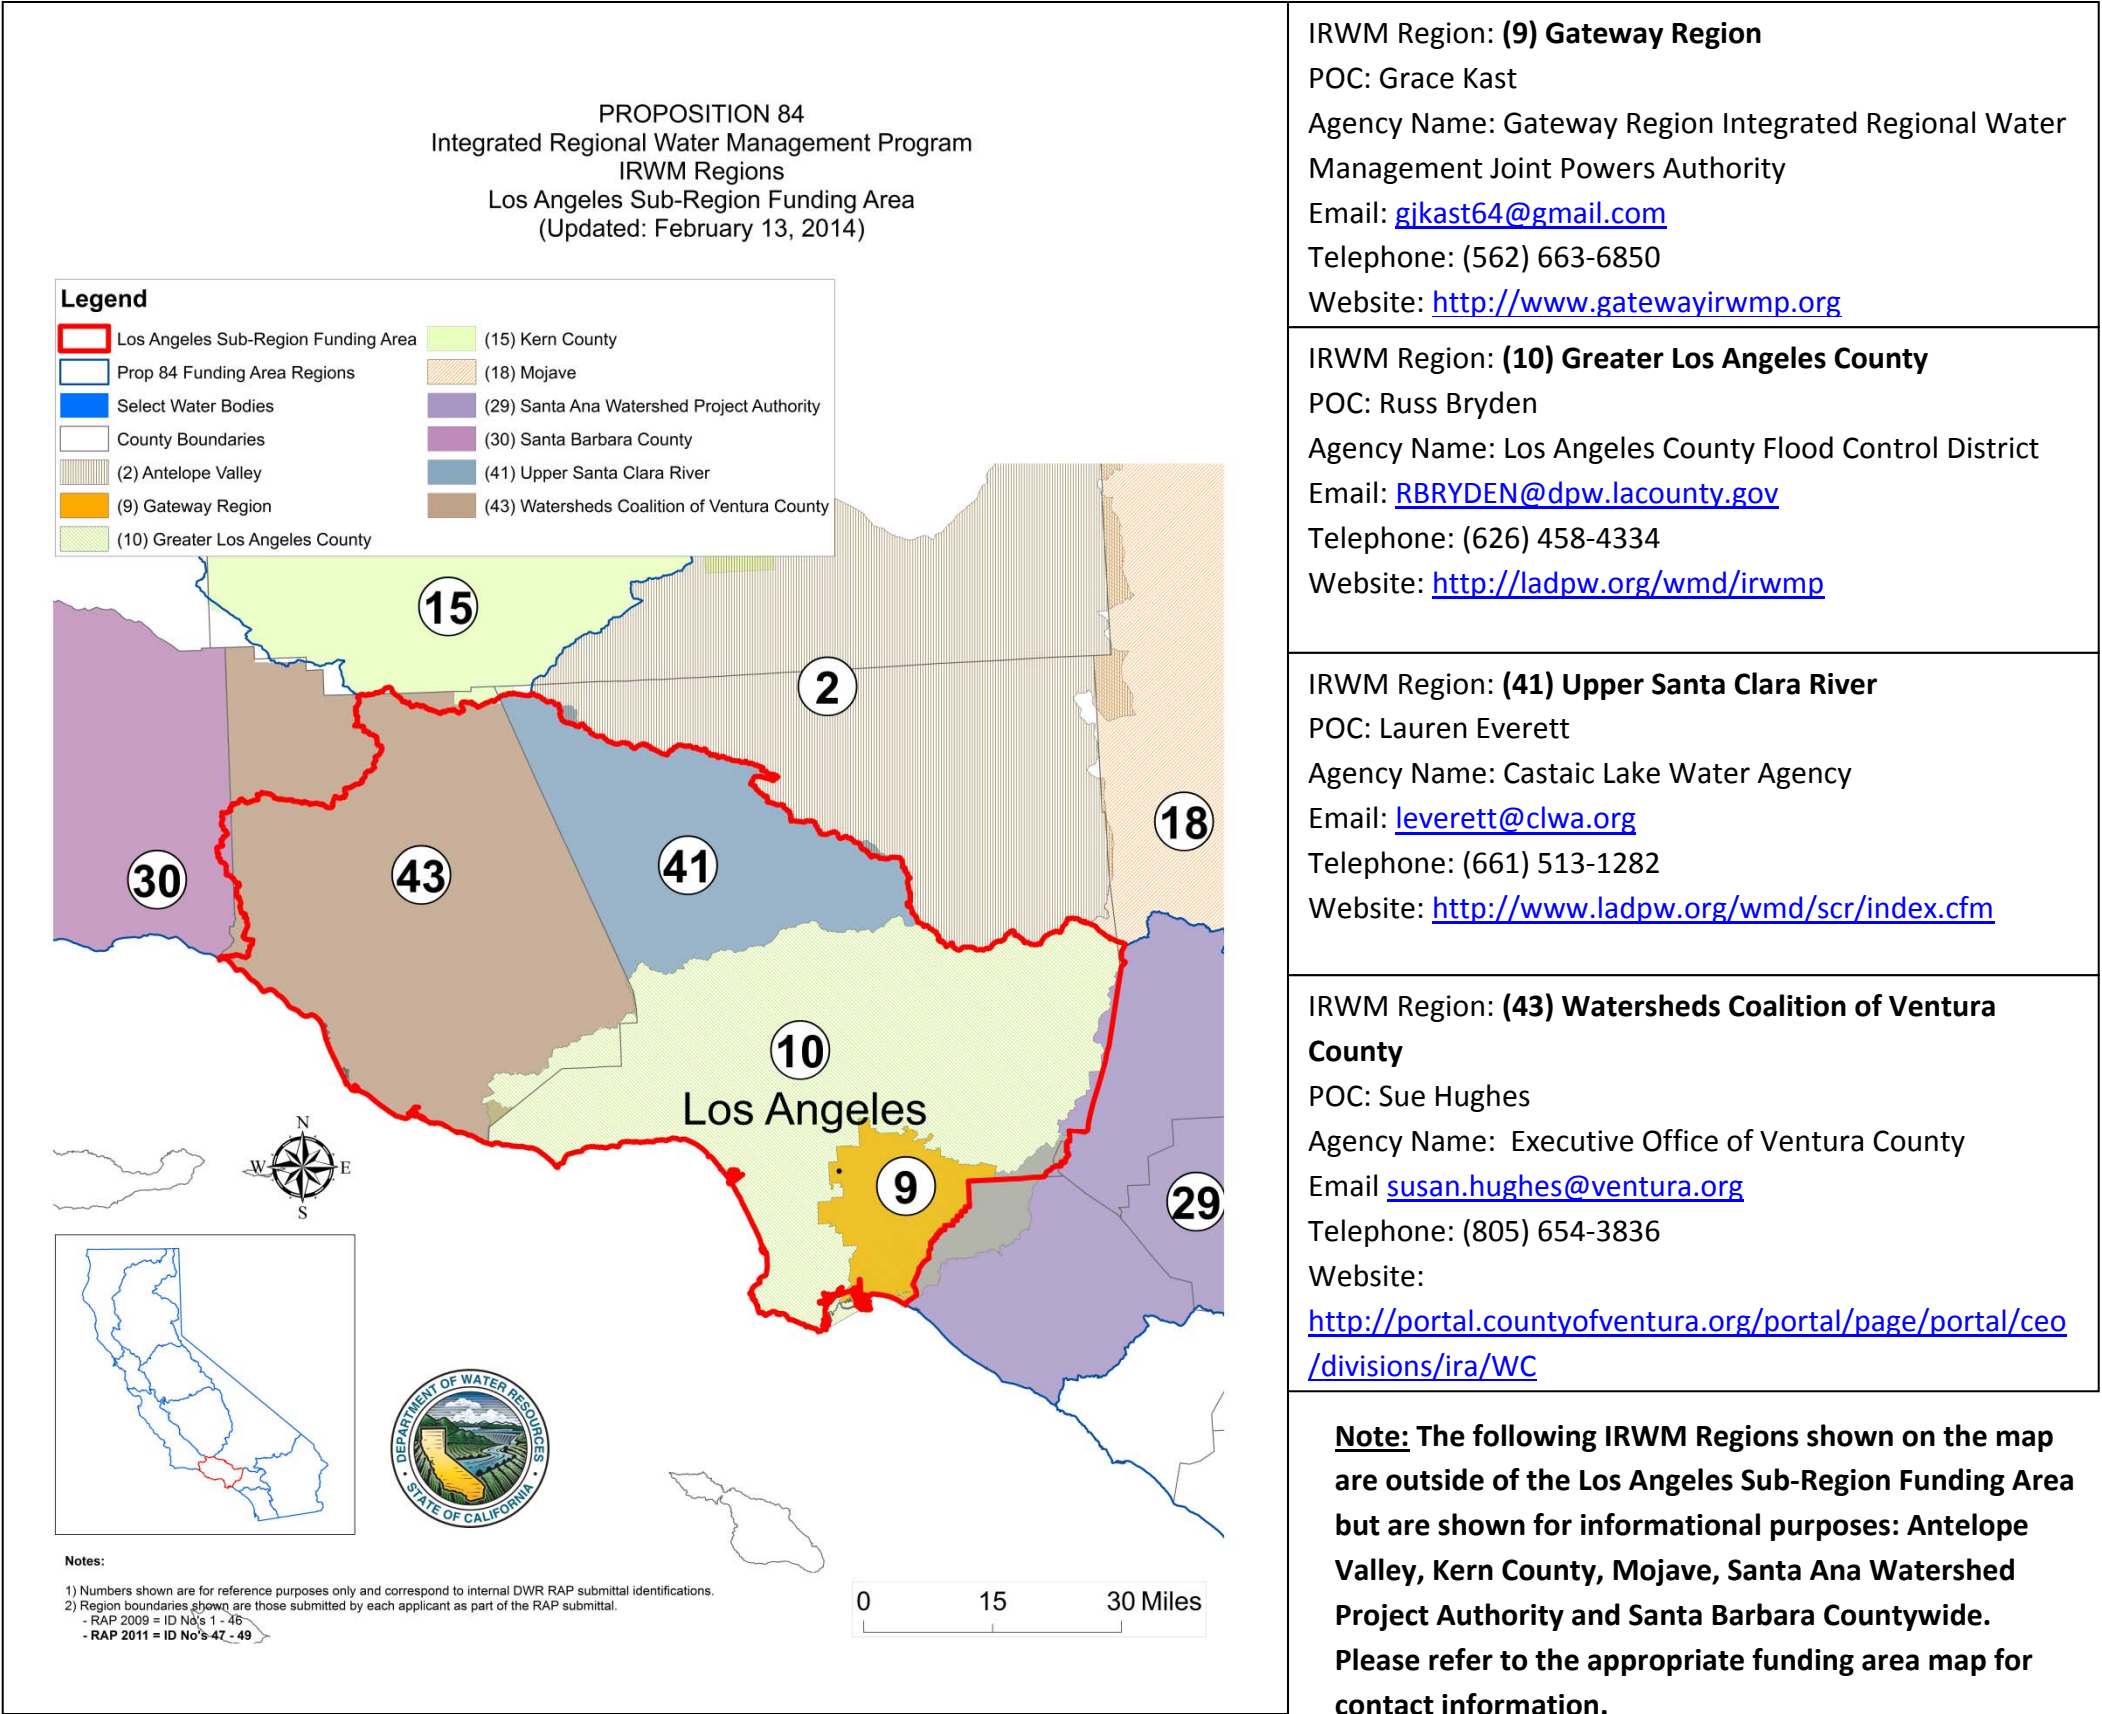 PROPOSITION 84
Integrated Regional Water Management Program
IRWM Regions
Los Angeles Sub-Region Funding Area
(Updated: February 13, 2014)
Legend
Los Angeles Sub-Region Funding Area
Prop 84 Funding Area Regions
Select Water Bodies
County Boundaries
(2) Antelope Valley
(9) Gateway Region
(10) Greater Los Angeles County
(15) Kern County
(18) Mojave
(29) Santa Ana Watershed Project Authority
(30) Santa Barbara County
(41) Upper Santa Clara River
(43) Watersheds Coalition of Ventura County
15
2
18
30
43
41
10
Los Angeles
9
29
N
W
E
S
DEPARTMENT OF WATER RESOURCES
STATE OF CALIFORNIA
Notes:
1) Numbers shown are for reference purposes only and correspond to internal DWR RAP submittal identifications.
2) Region boundaries shown are those submitted by each applicant as part of the RAP submittal.
- RAP 2009 = ID No's 1 - 46
- RAP 2011 = ID No's 47 - 49
0 15 30 Miles
IRWM Region: (9) Gateway Region
POC: Grace Kast
Agency Name: Gateway Region Integrated Regional Water
Management Joint Powers Authority
Email: gjkast64@gmail.com
Telephone: (562) 663-6850
Website: http://www.gatewayirwmp.org
IRWM Region: (10) Greater Los Angeles County
POC: Russ Bryden
Agency Name: Los Angeles County Flood Control District
Email: RBRYDEN@dpw.lacounty.gov
Telephone: (626) 458-4334
Website: http://ladpw.org/wmd/irwmp
IRWM Region: (41) Upper Santa Clara River
POC: Lauren Everett
Agency Name: Castaic Lake Water Agency
Email: leverett@clwa.org
Telephone: (661) 513-1282
Website: http://www.ladpw.org/wmd/scr/index.cfm
IRWM Region: (43) Watersheds Coalition of Ventura
County
POC: Sue Hughes
Agency Name: Executive Office of Ventura County
Email susan.hughes@ventura.org
Telephone: (805) 654-3836
Website:
http://portal.countyofventura.org/portal/page/portal/ceo
/divisions/ira/WC
Note: The following IRWM Regions shown on the map
are outside of the Los Angeles Sub-Region Funding Area
but are shown for informational purposes: Antelope
Valley, Kern County, Mojave, Santa Ana Watershed
Project Authority and Santa Barbara Countywide.
Please refer to the appropriate funding area map for
contact information.